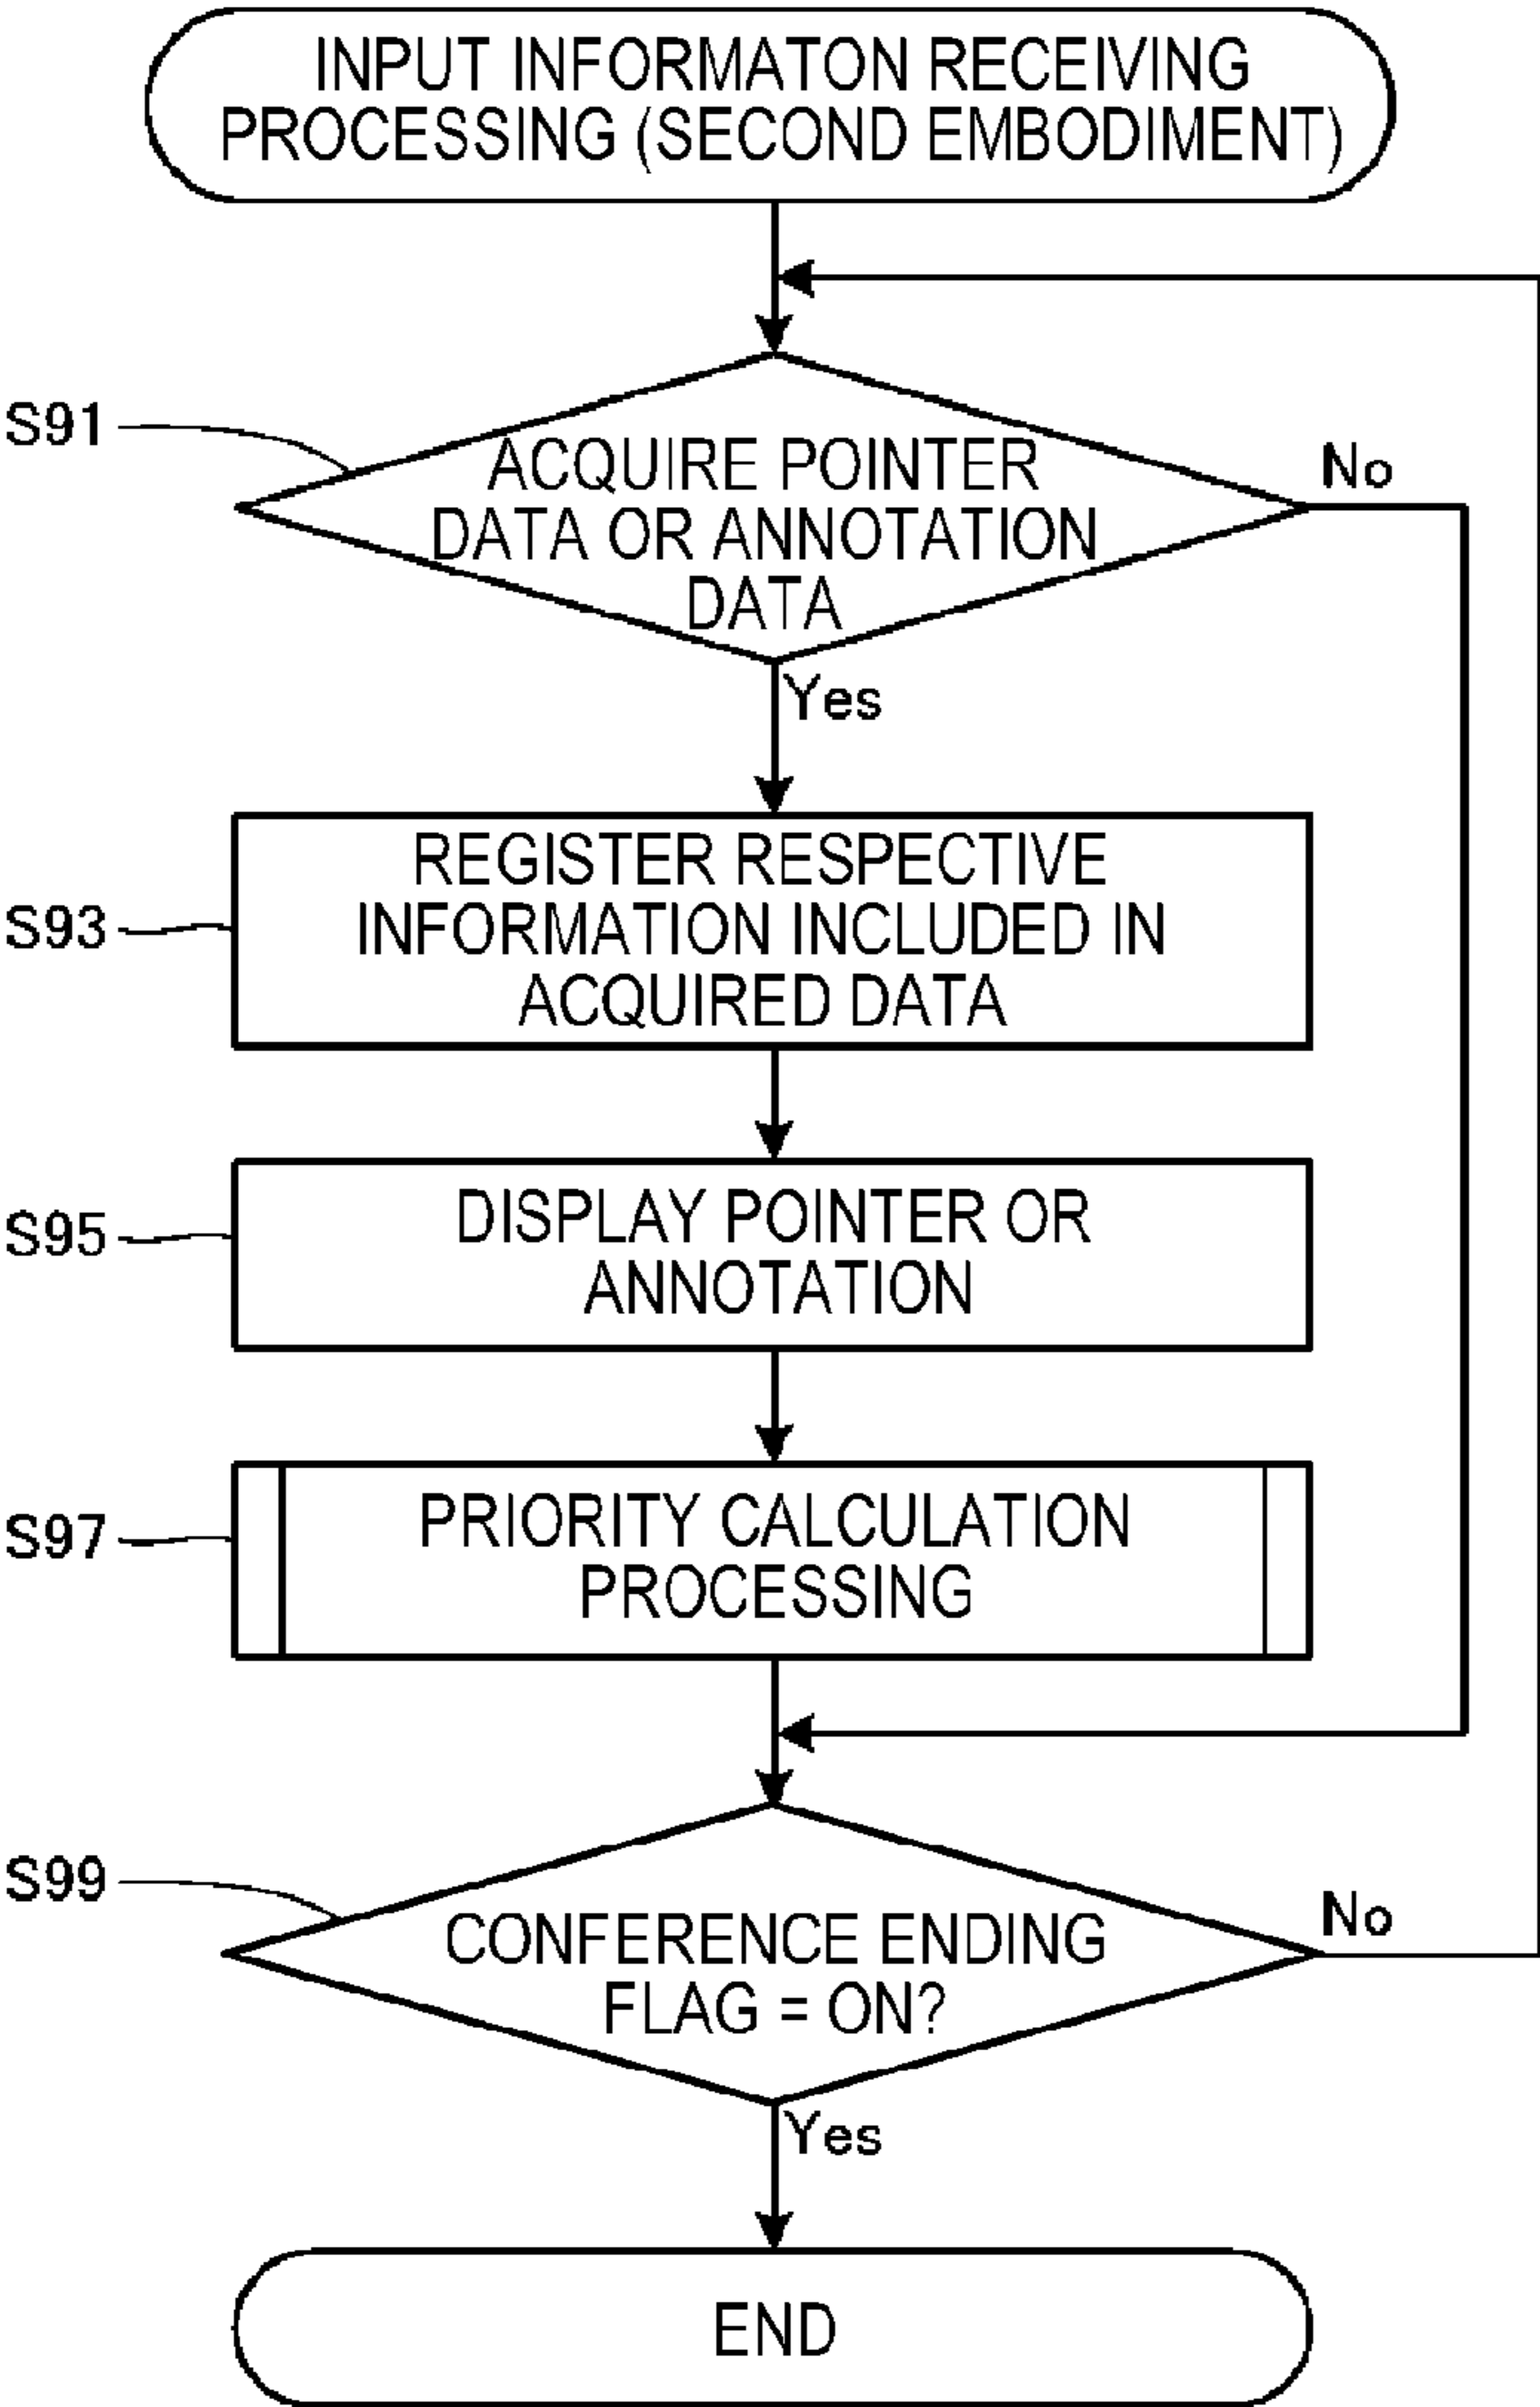 INPUT INFORMATON RECEIVING
PROCESSING (SECOND EMBODIMENT)
S91
ACQUIRE POINTER
DATA OR ANNOTATION
DATA
No
Yes
S93
REGISTER RESPECTIVE
INFORMATION INCLUDED IN
ACQUIRED DATA
S95
DISPLAY POINTER OR
ANNOTATION
S97
PRIORITY CALCULATION
PROCESSING
S99
CONFERENCE ENDING
FLAG = ON?
No
Yes
END